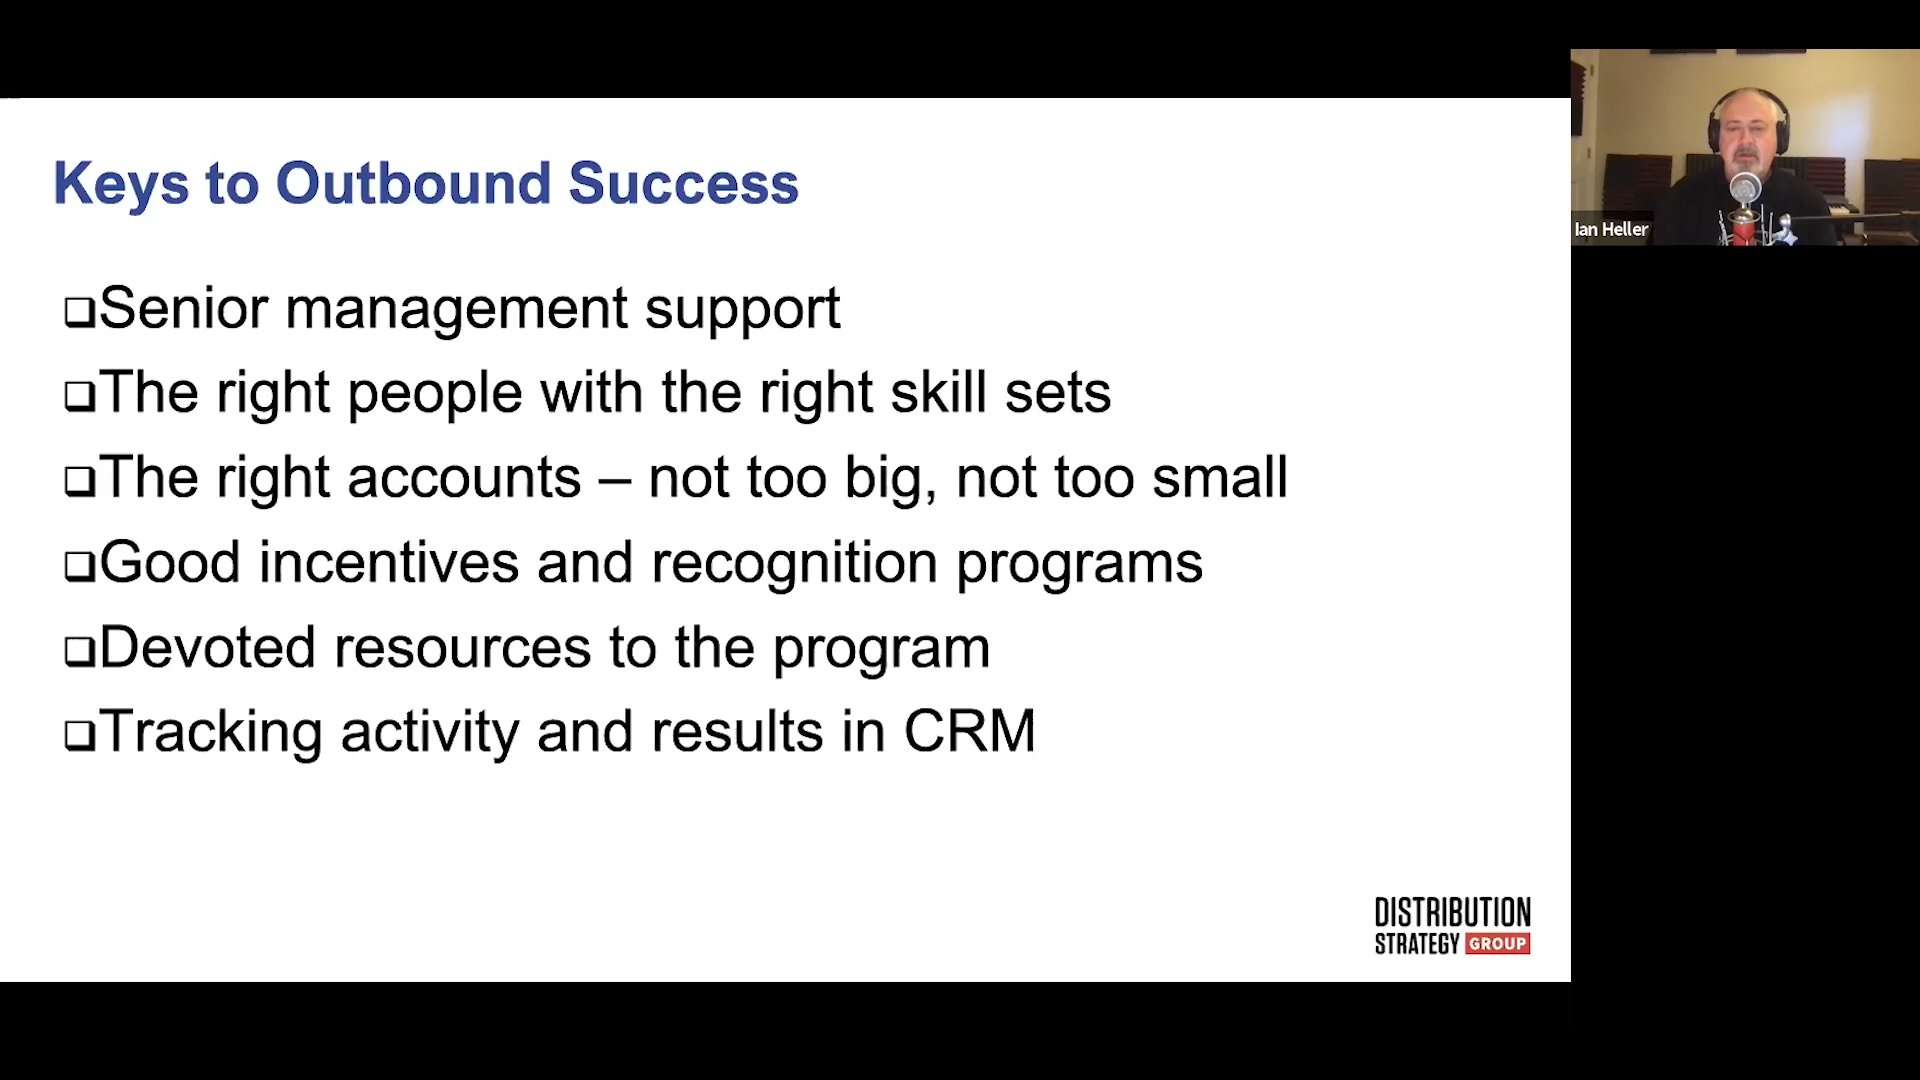 Keys to Outbound Success
Senior management support
The right people with the right skill sets
The right accounts – not too big, not too small
Good incentives and recognition programs
Devoted resources to the program
Tracking activity and results in CRM
DISTRIBUTION
STRATEGY GROUP
Ian Heller